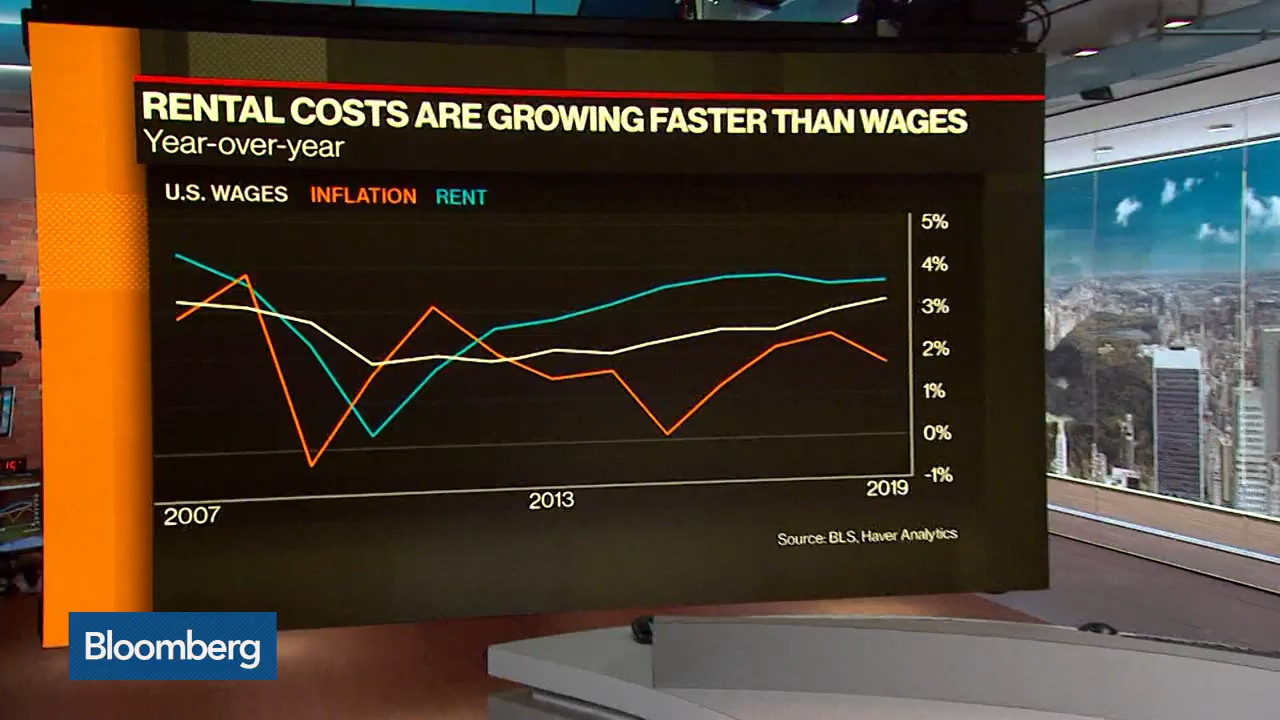 RENTAL COSTS ARE GROWING FASTER THAN WAGES
Year-over-year
U.S. WAGES INFLATION RENT
5%
4%
3%
2%
1%
0%
-1%
2007 2013 2019
Source: BLS, Haver Analytics
Bloomberg